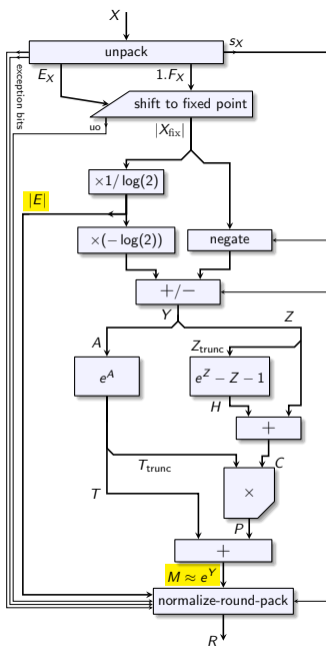 X
unpack
s_X
E_X
1.F_X
exception bits
shift to fixed point
uo
|X_fix|
×1/ log(2)
|E|
×(− log(2))
negate
+/−
Y
Z
A
Z_trunc
e^A
e^Z − Z − 1
H
+
T_trunc
C
×
T
P
+
M ≈ e^Y
normalize-round-pack
R